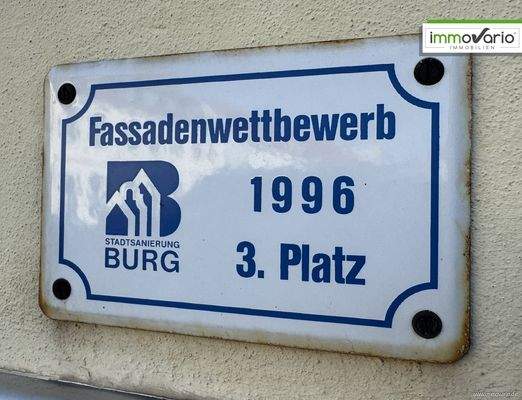 immovario
IMMOBILIEN
Fassadenwettbewerb
1996
3. Platz
STADTSANIERUNG
BURG